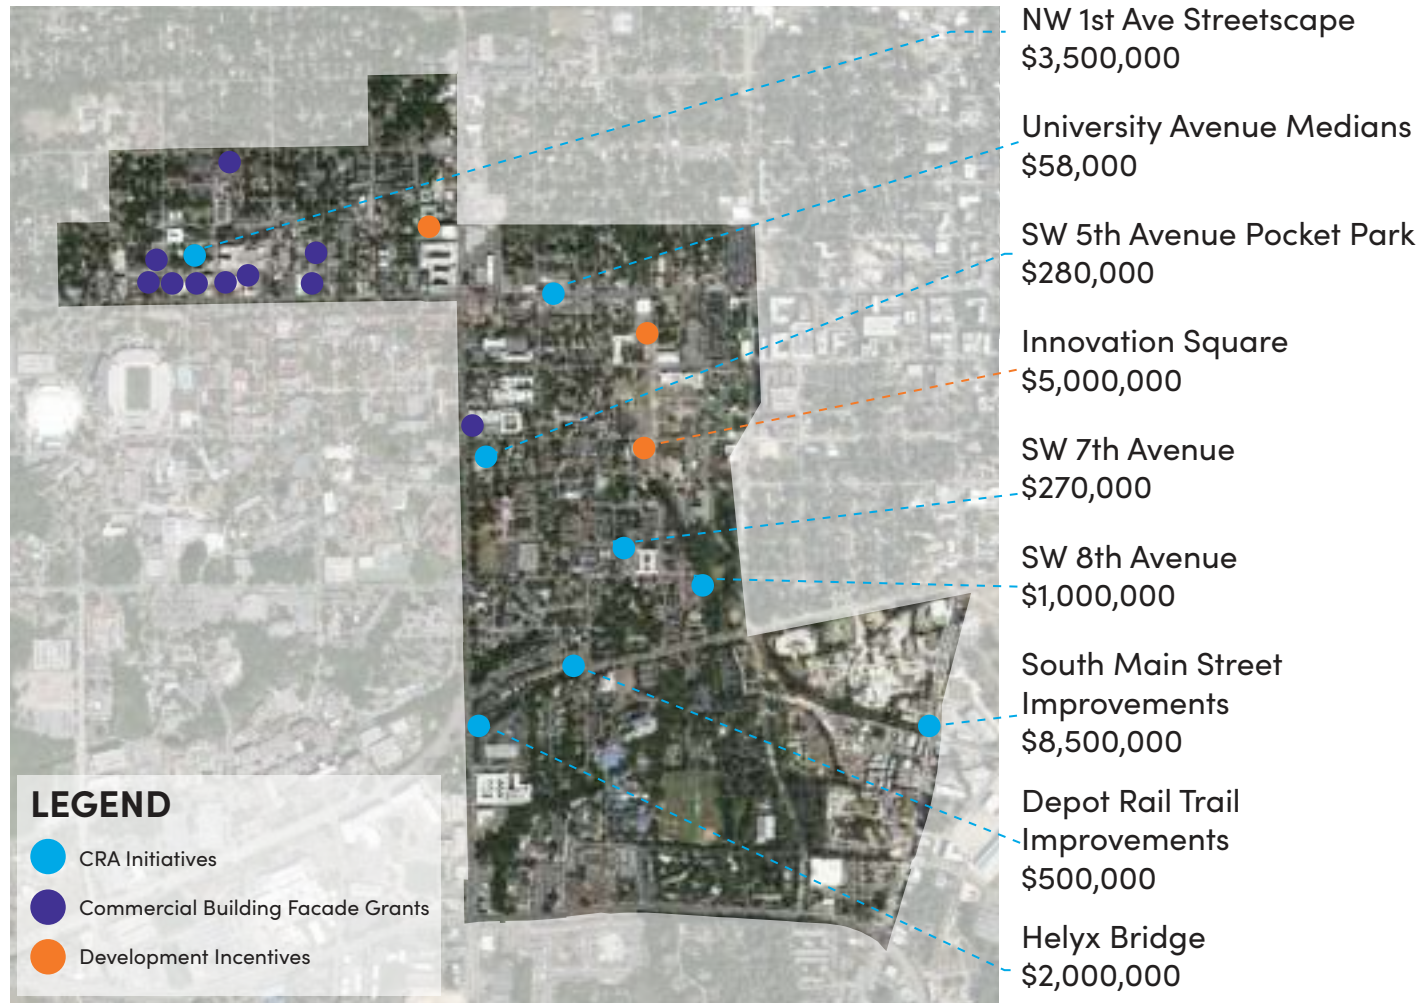 NW 1st Ave Streetscape
$3,500,000
University Avenue Medians
$58,000
SW 5th Avenue Pocket Park
$280,000
Innovation Square
$5,000,000
SW 7th Avenue
$270,000
SW 8th Avenue
$1,000,000
South Main Street
Improvements
$8,500,000
Depot Rail Trail
Improvements
$500,000
Helyx Bridge
$2,000,000
LEGEND
CRA Initiatives
Commercial Building Facade Grants
Development Incentives